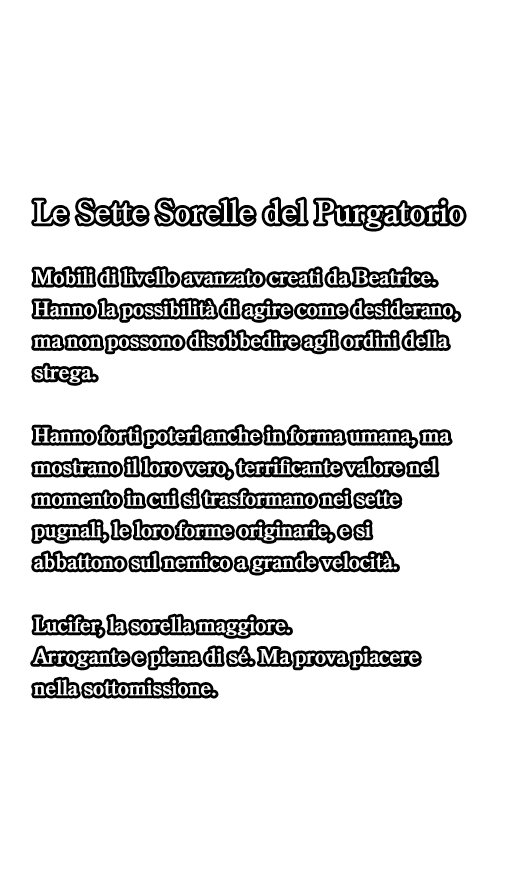 Le Sette Sorelle del Purgatorio
Mobili di livello avanzato creati da Beatrice.
Hanno la possibilità di agire come desiderano,
ma non possono disobbedire agli ordini della
strega.
Hanno forti poteri anche in forma umana, ma
mostrano il loro vero, terrificante valore nel
momento in cui si trasformano nei sette
pugnali, le loro forme originarie, e si
abbattono sul nemico a grande velocità.
Lucifer, la sorella maggiore.
Arrogante e piena di sé. Ma prova piacere
nella sottomissione.